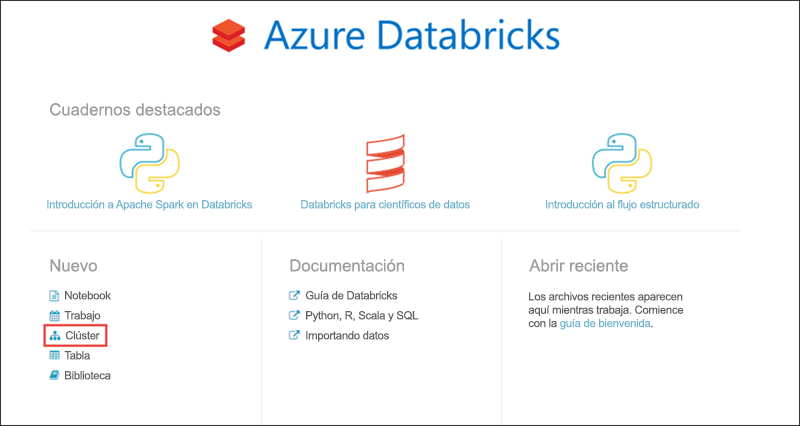 Azure Databricks
Cuadernos destacados
Introducción a Apache Spark en Databricks
Databricks para científicos de datos
Introducción al flujo estructurado
Nuevo
Notebook
Trabajo
Clúster
Tabla
Biblioteca
Documentación
Guía de Databricks
Python, R, Scala y SQL
Importando datos
Abrir reciente
Los archivos recientes aparecen
aquí mientras trabaja. Comience
con la guía de bienvenida.